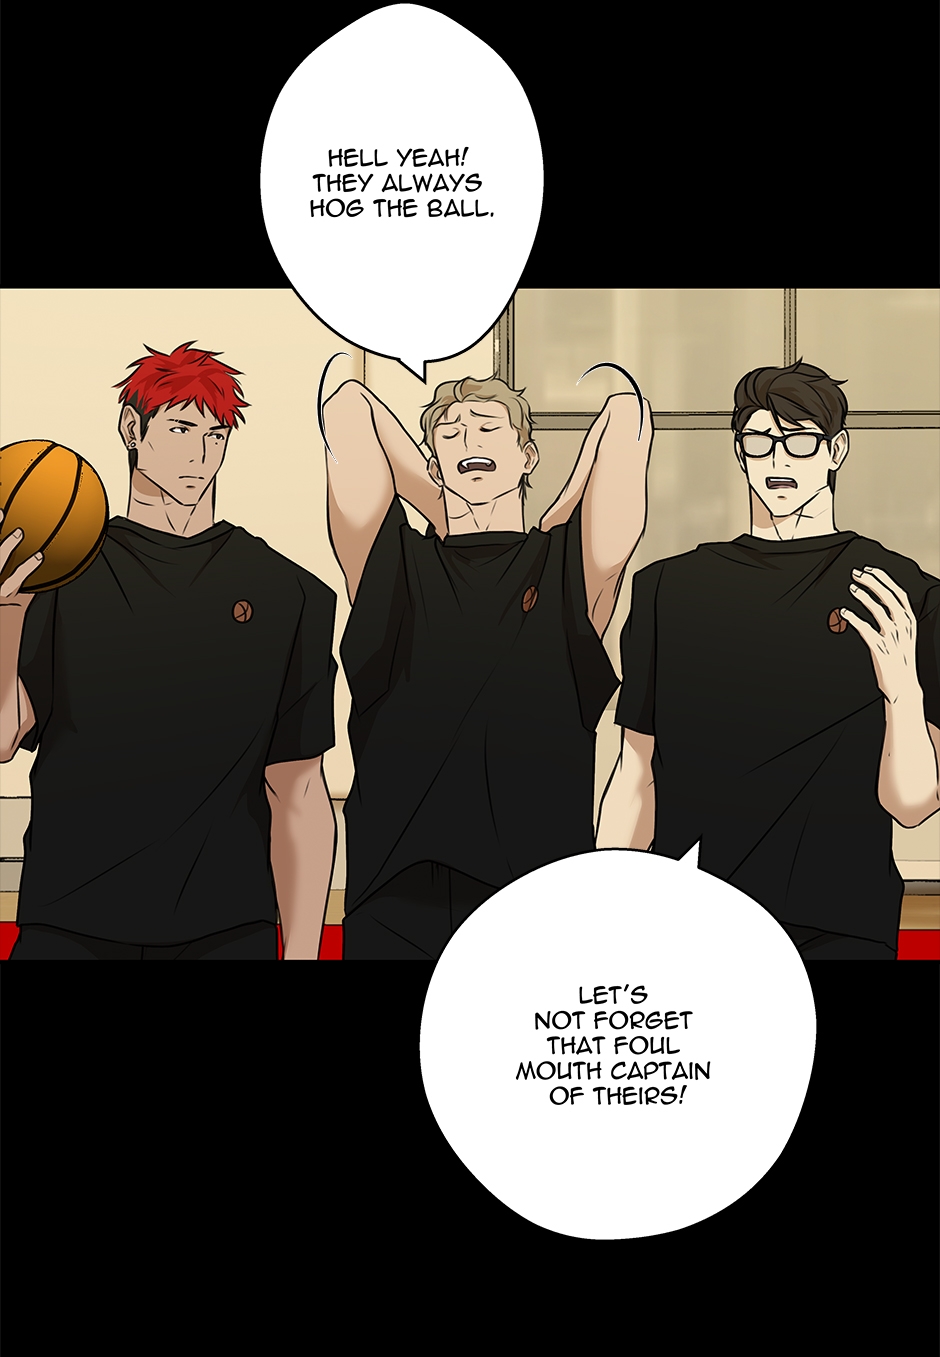 HELL YEAH!
THEY ALWAYS
HOG THE BALL.
LET'S
NOT FORGET
THAT FOUL
MOUTH CAPTAIN
OF THEIRS!